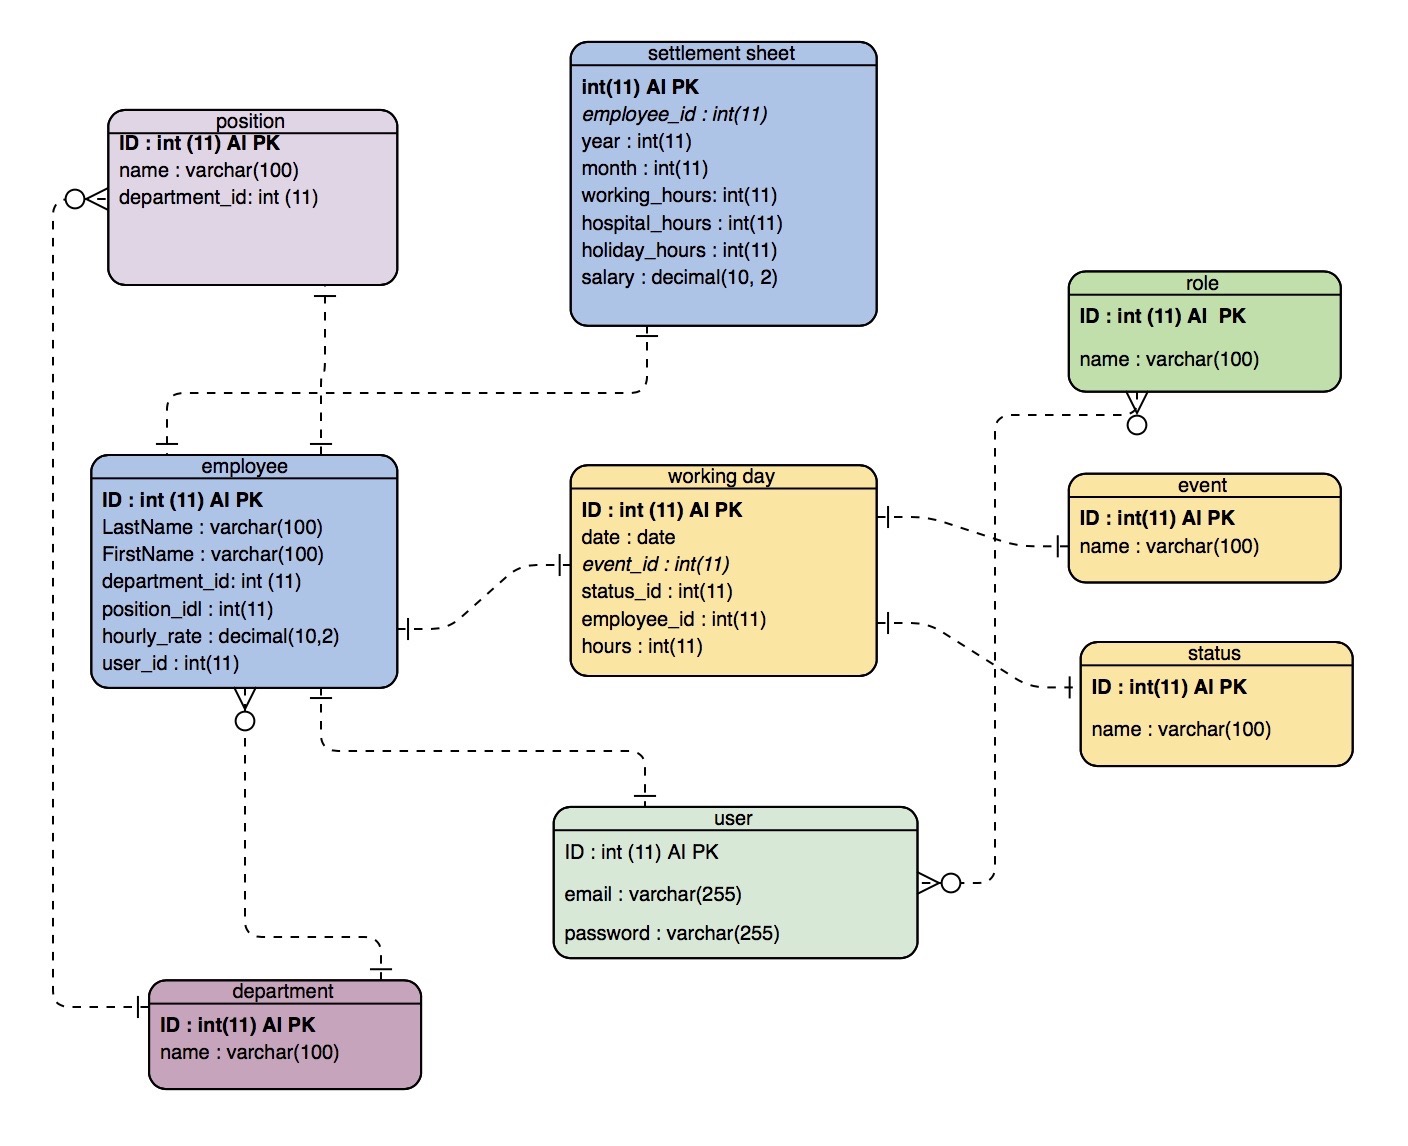 settlement sheet
int(11) AI PK
employee_id : int(11)
year : int(11)
month : int(11)
working_hours: int(11)
hospital_hours : int(11)
holiday_hours : int(11)
salary : decimal(10, 2)
position
ID : int (11) AI PK
name : varchar(100)
department_id: int (11)
role
ID : int (11) AI  PK
name : varchar(100)
employee
ID : int (11) AI PK
LastName : varchar(100)
FirstName : varchar(100)
department_id: int (11)
position_idl : int(11)
hourly_rate : decimal(10,2)
user_id : int(11)
working day
ID : int (11) AI PK
date : date
event_id : int(11)
status_id : int(11)
employee_id : int(11)
hours : int(11)
event
ID : int(11) AI PK
name : varchar(100)
status
ID : int(11) AI PK
name : varchar(100)
user
ID : int (11) AI PK
email : varchar(255)
password : varchar(255)
department
ID : int(11) AI PK
name : varchar(100)